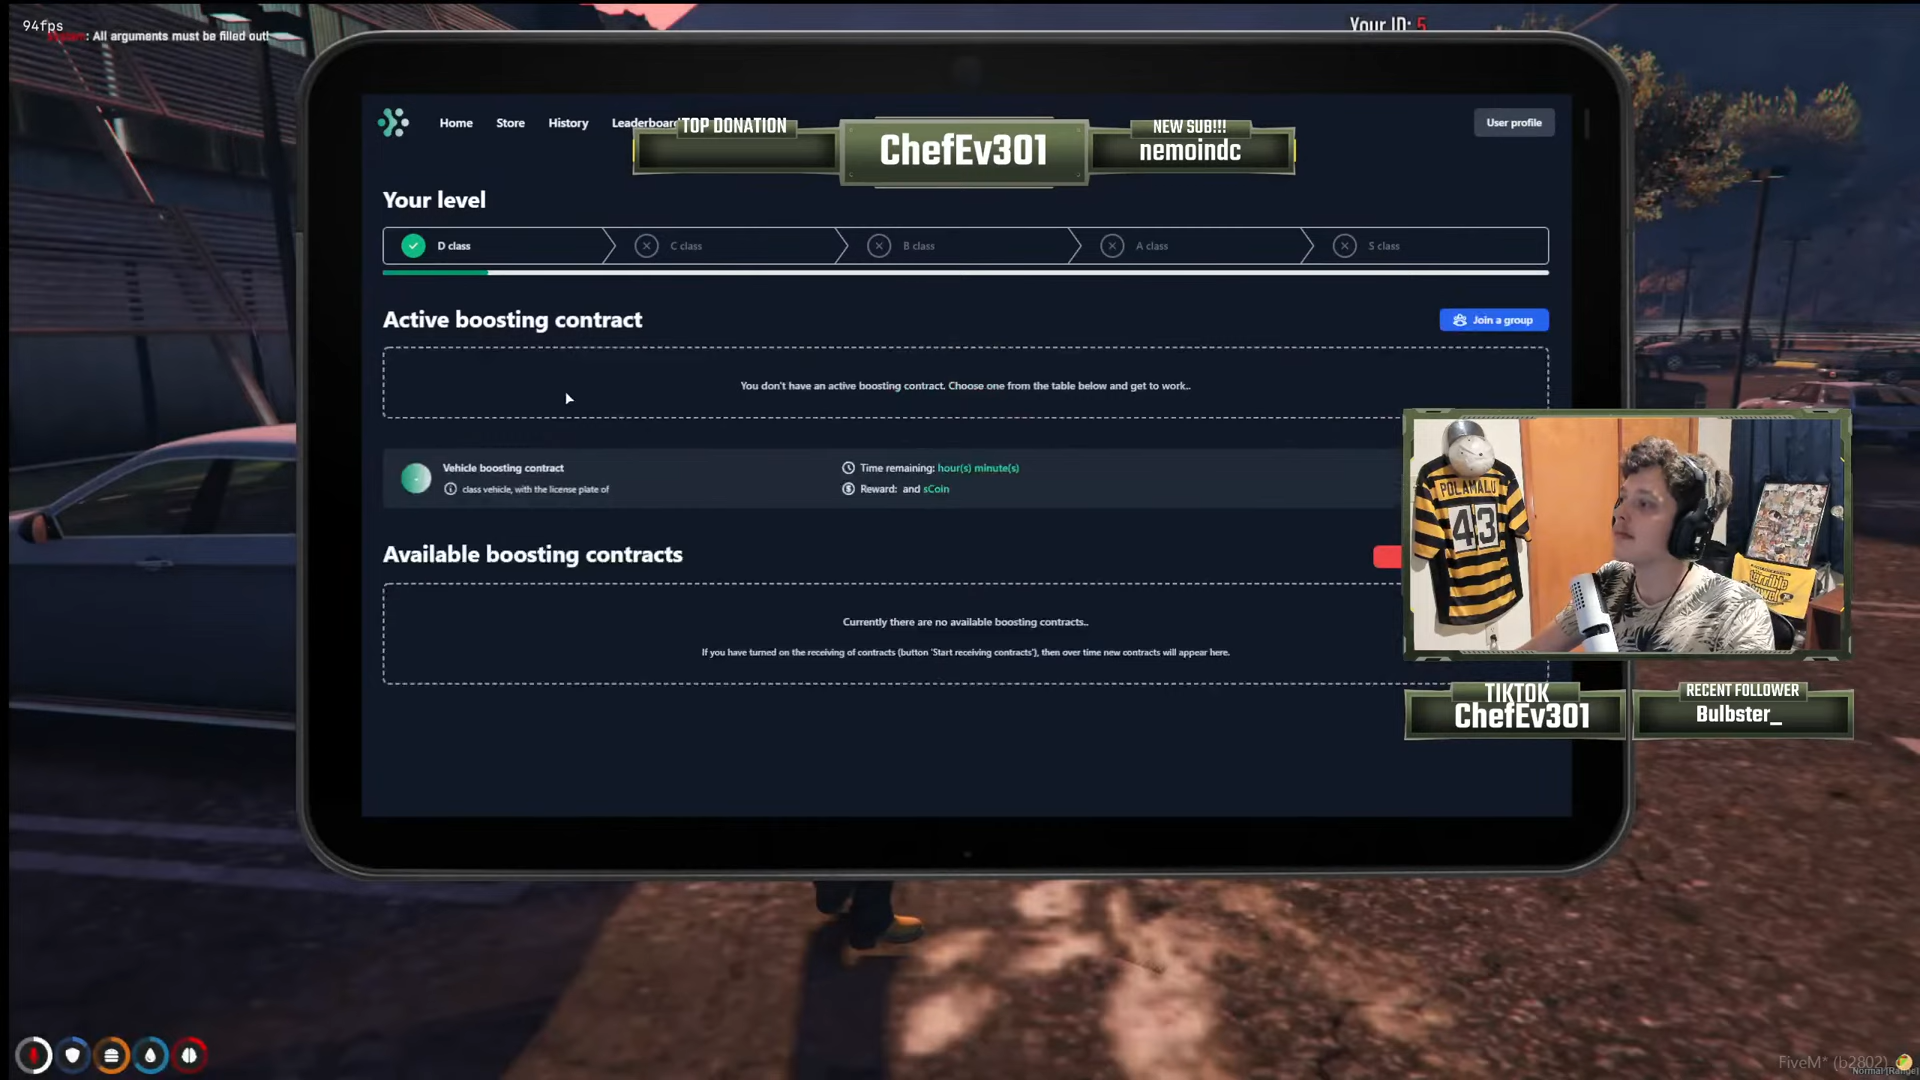 94fps
: All arguments must be filled out!
Your ID: 5
Home
Store
History
Leaderboard
TOP DONATION
ChefEv301
NEW SUB!!!
nemoindc
User profile
Your level
D class
C class
B class
A class
S class
Active boosting contract
Join a group
You don't have an active boosting contract. Choose one from the table below and get to work..
Vehicle boosting contract
class vehicle, with the license plate of
Time remaining: hour(s) minute(s)
Reward: and sCoin
POLAMALU
43
Terrible
Towel
Available boosting contracts
Currently there are no available boosting contracts..
If you have turned on the receiving of contracts (button 'Start receiving contracts'), then over time new contracts will appear here.
TIKTOK
ChefEv301
RECENT FOLLOWER
Bulbster_
FiveM* (b2802)
Normal [Range]